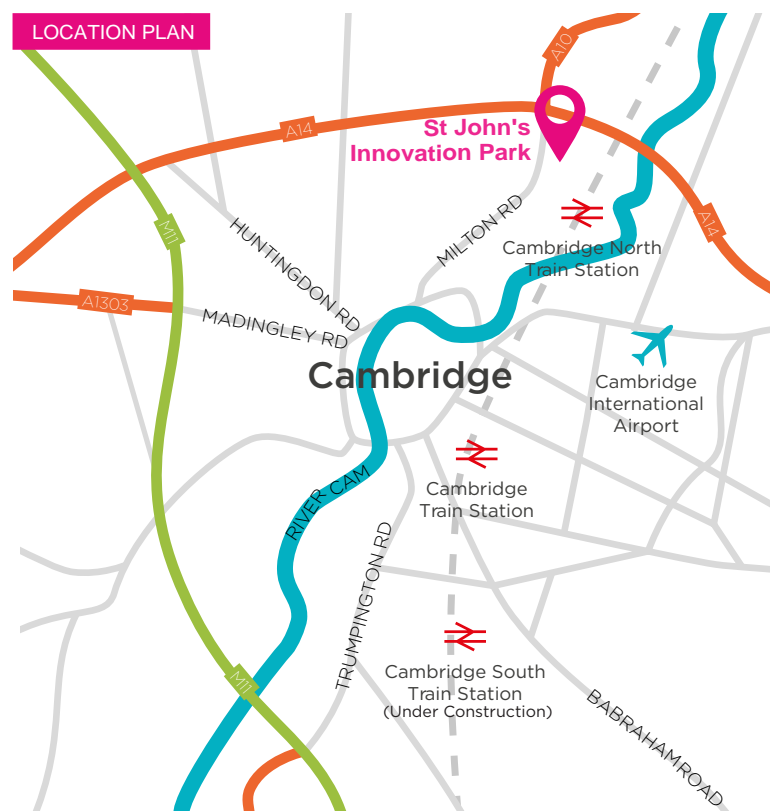 LOCATION PLAN
A10
A14
St John's
Innovation Park
M11
A14
HUNTINGDON RD
MILTON RD
Cambridge North
Train Station
A1303
MADINGLEY RD
Cambridge
Cambridge
International
Airport
Cambridge
Train Station
RIVER CAM
TRUMPINGTON RD
M11
Cambridge South
Train Station
(Under Construction)
BABRAHAM ROAD